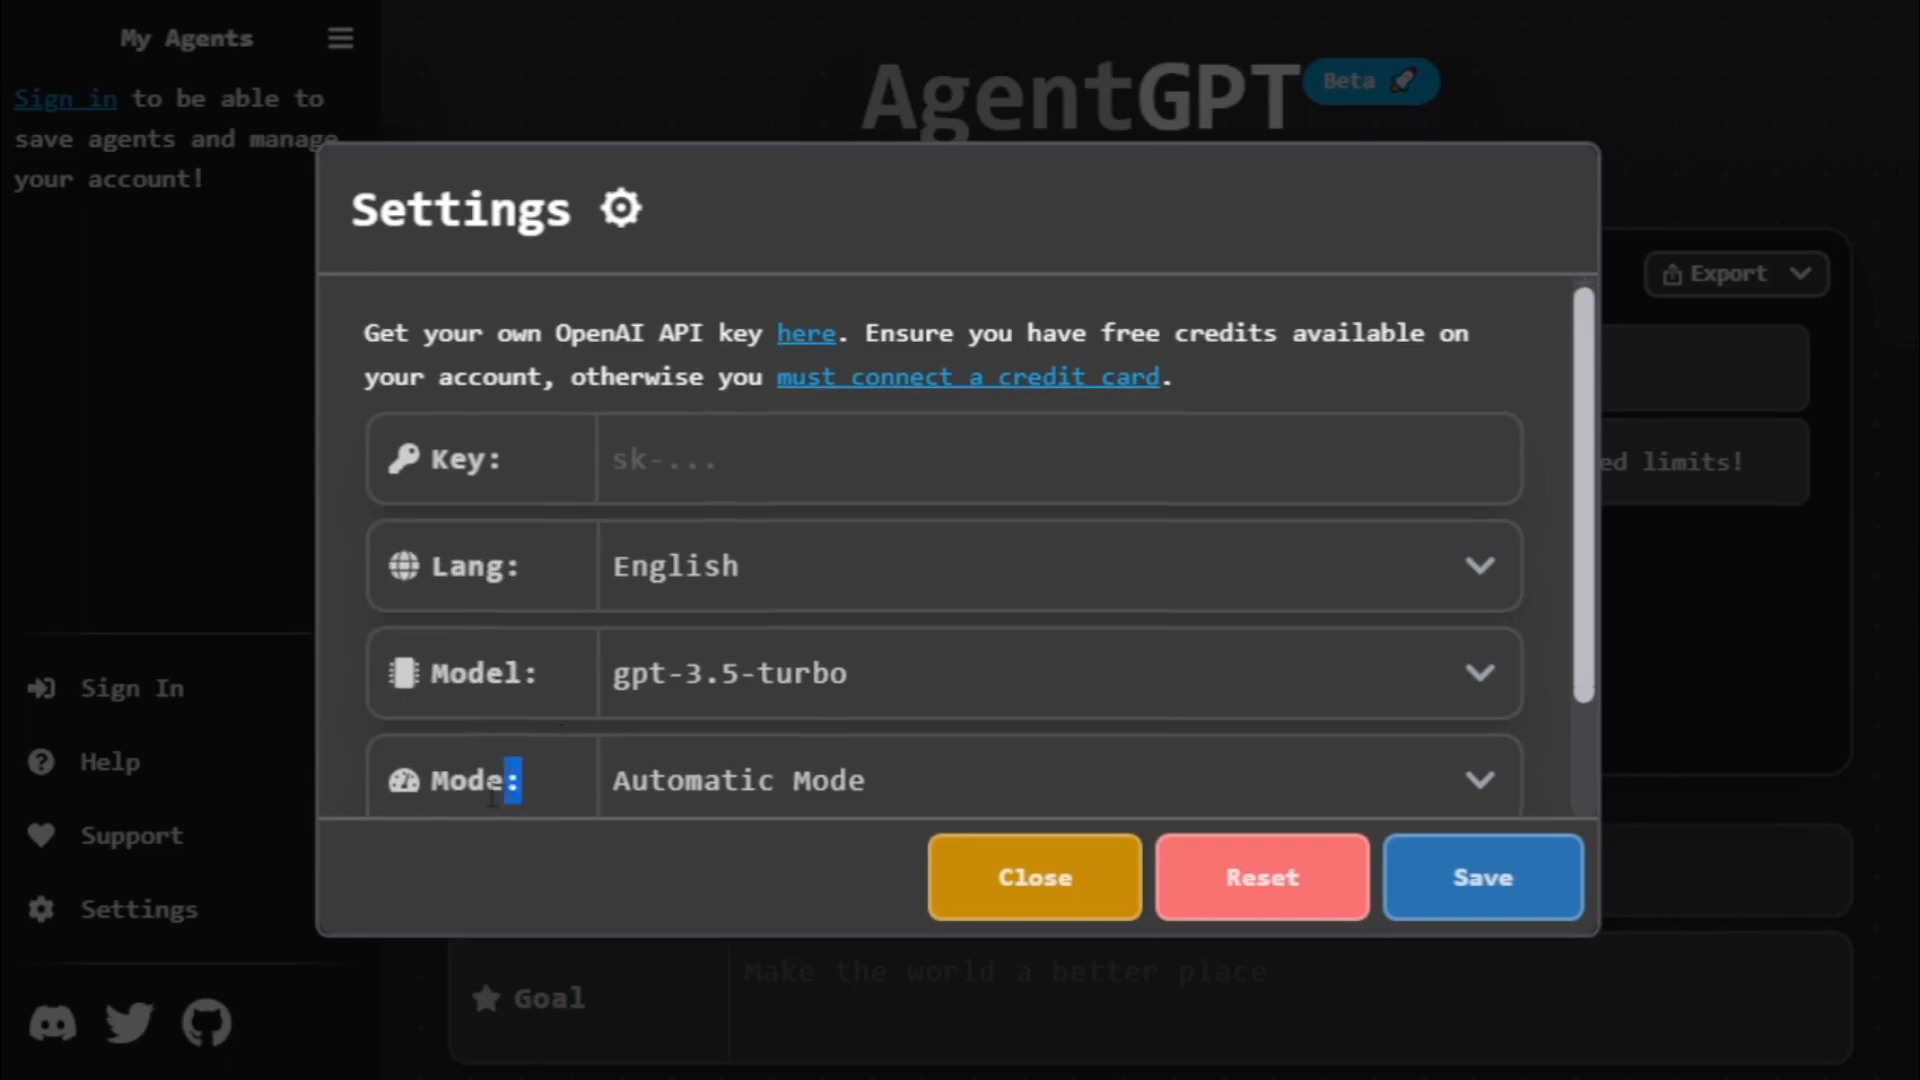 My Agents
Sign in to be able to
save agents and manage
your account!
AgentGPT
Beta
Settings
Export
Get your own OpenAI API key here. Ensure you have free credits available on
your account, otherwise you must connect a credit card.
Key:
sk-...
ed limits!
Lang:
English
Model:
gpt-3.5-turbo
Mode:
Automatic Mode
Sign In
Help
Support
Settings
Close
Reset
Save
Goal
Make the world a better place